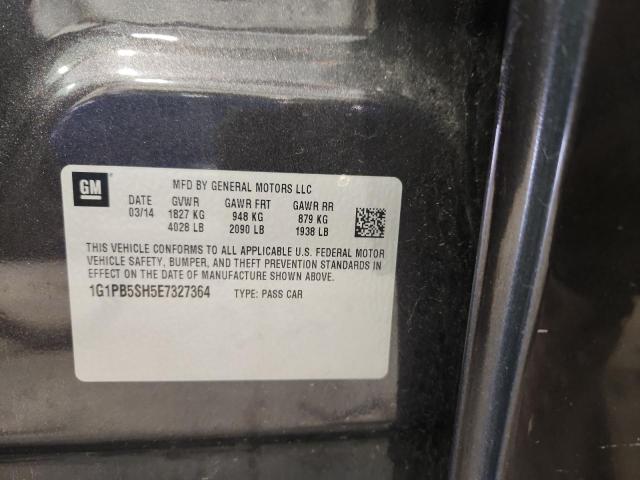 GM
MFD BY GENERAL MOTORS LLC
DATE GVWR GAWR FRT GAWR RR
03/14 1827 KG 948 KG 879 KG
4028 LB 2090 LB 1938 LB
THIS VEHICLE CONFORMS TO ALL APPLICABLE U.S. FEDERAL MOTOR
VEHICLE SAFETY, BUMPER, AND THEFT PREVENTION STANDARDS IN
EFFECT ON THE DATE OF MANUFACTURE SHOWN ABOVE.
1G1PB5SH5E7327364 TYPE: PASS CAR